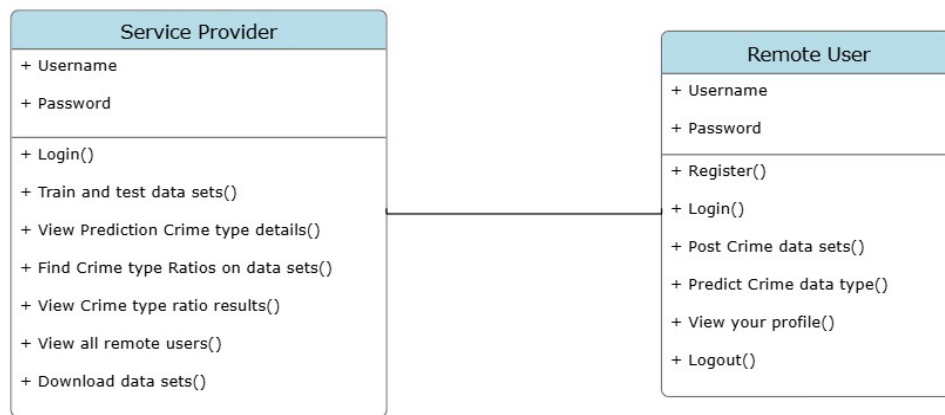 Service Provider
+ Username
+ Password
+ Login()
+ Train and test data sets()
+ View Prediction Crime type details()
+ Find Crime type Ratios on data sets()
+ View Crime type ratio results()
+ View all remote users()
+ Download data sets()
Remote User
+ Username
+ Password
+ Register()
+ Login()
+ Post Crime data sets()
+ Predict Crime data type()
+ View your profile()
+ Logout()